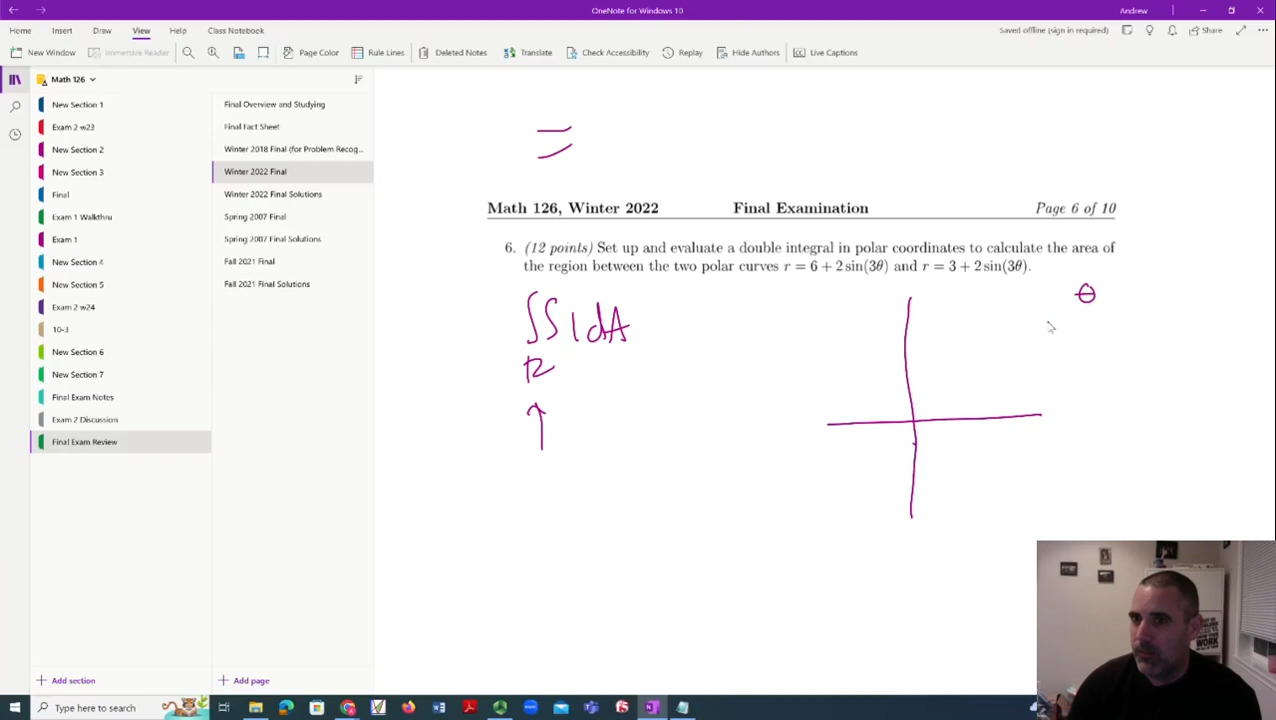 OneNote for Windows 10
Andrew
Home Insert Draw View Help Class Notebook
Saved offline (sign in required) Share
New Window Immersive Reader Page Color Rule Lines Deleted Notes Translate Check Accessibility Replay Hide Authors Live Captions
Math 126
New Section 1
Exam 2 w23
New Section 2
New Section 3
Final
Exam 1 Walkthru
Exam 1
New Section 4
New Section 5
Exam 2 w24
10-3
New Section 6
New Section 7
Final Exam Notes
Exam 2 Discussion
Final Exam Review
Add section
Final Overview and Studying
Final Fact Sheet
Winter 2018 Final (for Problem Recog...
Winter 2022 Final
Winter 2022 Final Solutions
Spring 2007 Final
Spring 2007 Final Solutions
Fall 2021 Final
Fall 2021 Final Solutions
Add page
=
Math 126, Winter 2022 Final Examination Page 6 of 10
6. (12 points) Set up and evaluate a double integral in polar coordinates to calculate the area of
the region between the two polar curves r = 6 + 2 sin(3θ) and r = 3 + 2 sin(3θ).
∫∫ 1 dA
R
θ
Type here to search